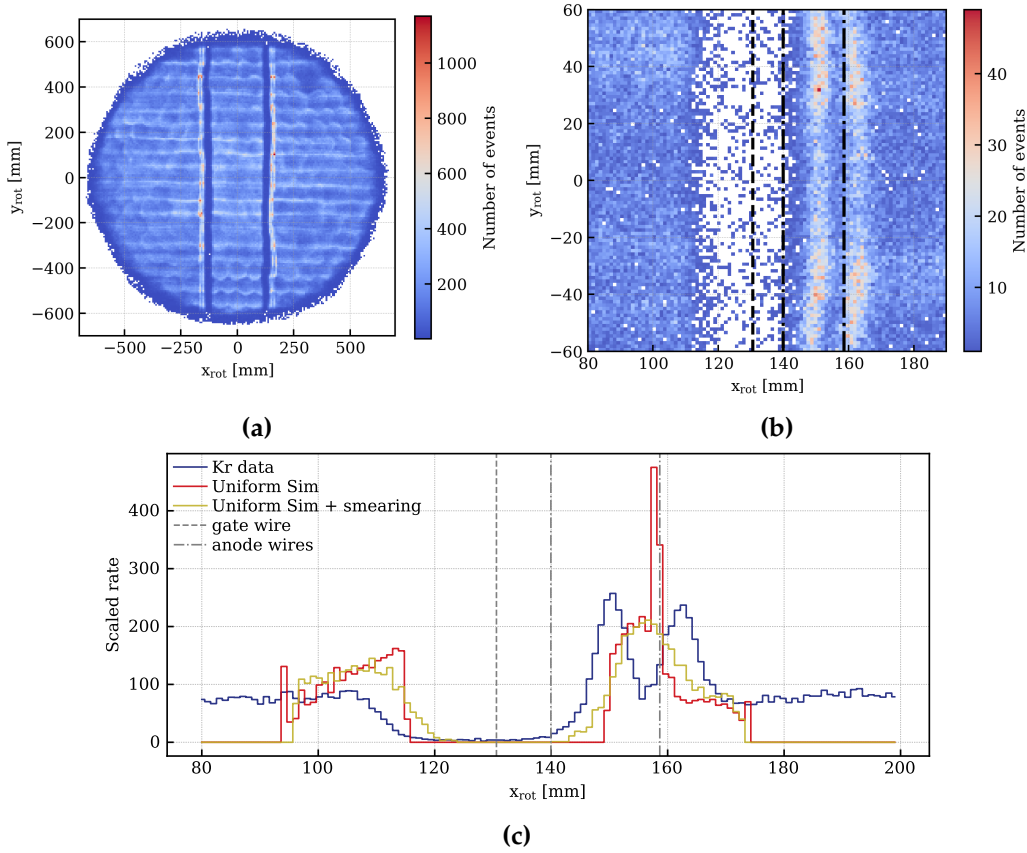 600
400
200
0
−200
−400
−600
y_rot [mm]
−500
−250
0
250
500
x_rot [mm]
1000
800
600
400
200
Number of events
(a)
60
40
20
0
−20
−40
−60
y_rot [mm]
80
100
120
140
160
180
x_rot [mm]
40
30
20
10
Number of events
(b)
Kr data
Uniform Sim
Uniform Sim + smearing
gate wire
anode wires
400
300
200
100
0
Scaled rate
80
100
120
140
160
180
200
x_rot [mm]
(c)